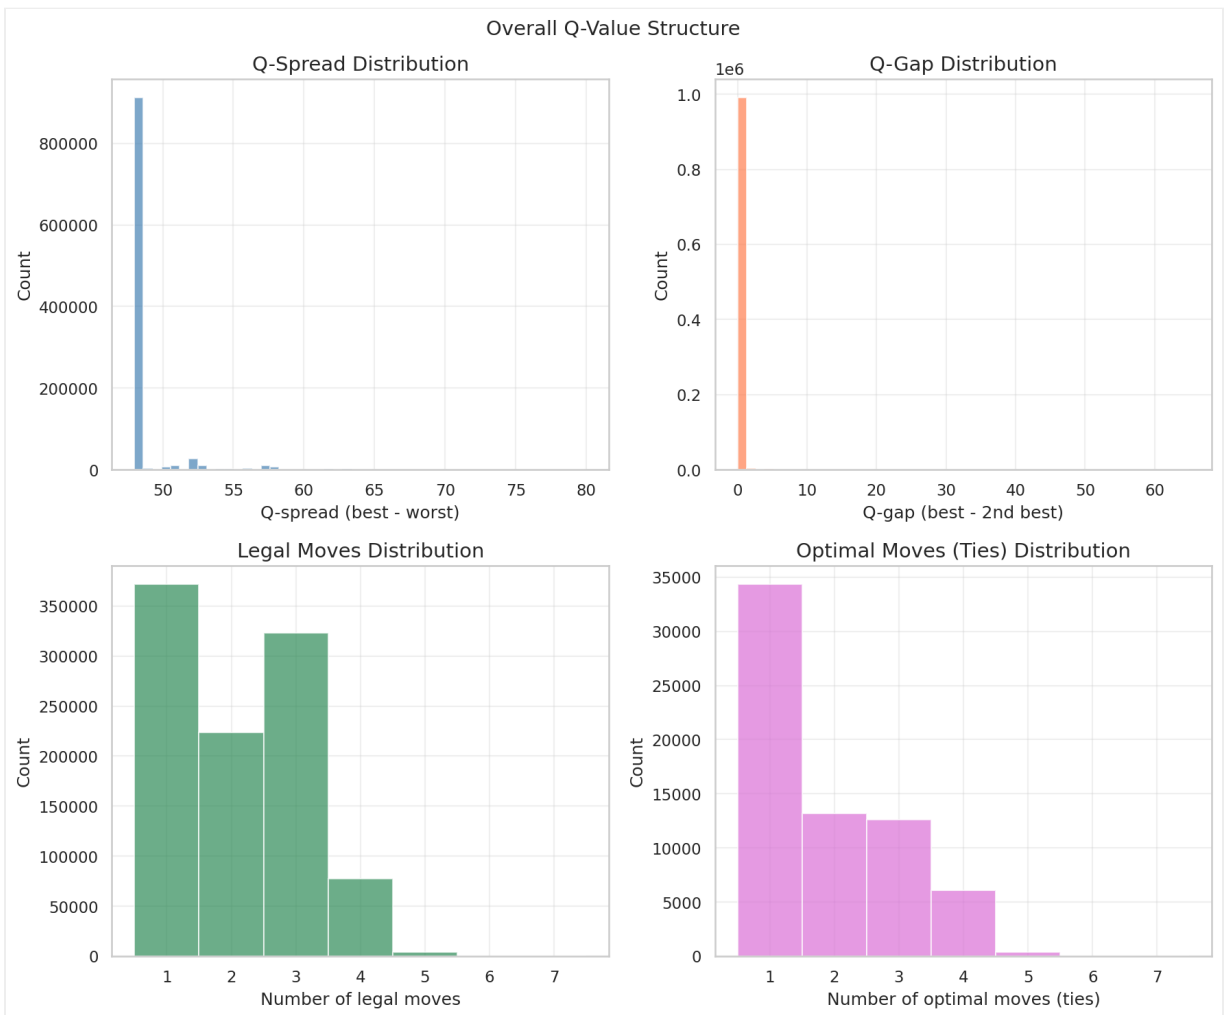 Overall Q-Value Structure
Q-Spread Distribution
800000
600000
400000
200000
0
Count
50 55 60 65 70 75 80
Q-spread (best - worst)
Q-Gap Distribution
1e6
1.0
0.8
0.6
0.4
0.2
0.0
Count
0 10 20 30 40 50 60
Q-gap (best - 2nd best)
Legal Moves Distribution
350000
300000
250000
200000
150000
100000
50000
0
Count
1 2 3 4 5 6 7
Number of legal moves
Optimal Moves (Ties) Distribution
35000
30000
25000
20000
15000
10000
5000
0
Count
1 2 3 4 5 6 7
Number of optimal moves (ties)